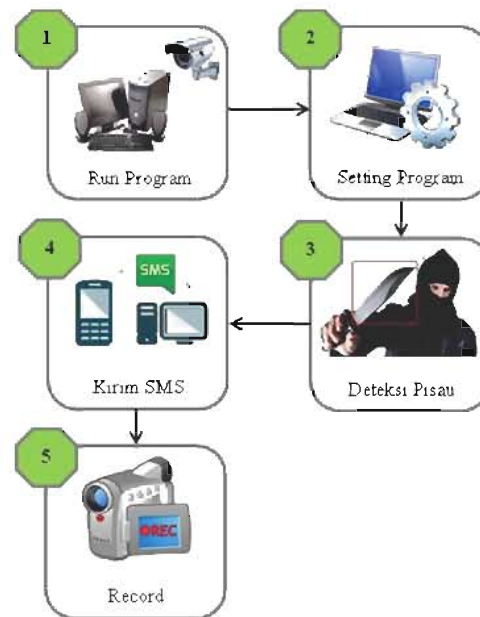 1
Run Program
2
Setting Program
3
Deteksi Pisau
4
SMS
Kirim SMS
5
REC
Record